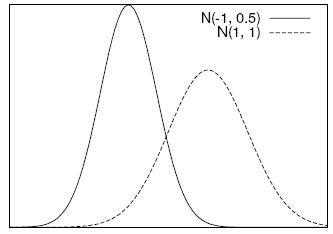 N(-1, 0.5)
N(1, 1)